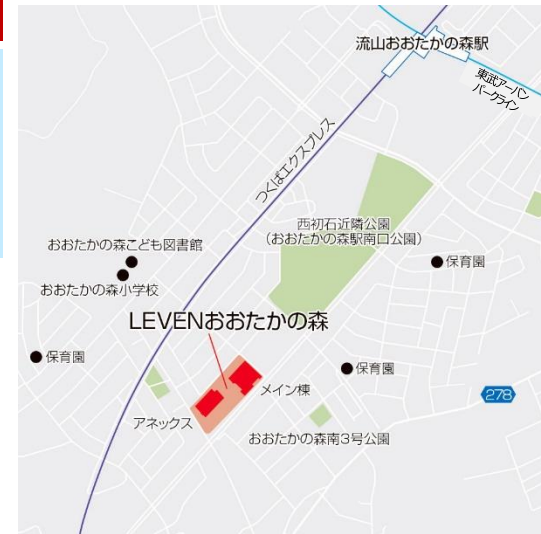 流山おおたかの森駅
東武アーバン
パークライン
つくばエクスプレス
西初石近隣公園
(おおたかの森駅南口公園)
おおたかの森こども図書館
保育園
おおたかの森小学校
LEVENおおたかの森
保育園
保育園
メイン棟
278
アネックス
おおたかの森南3号公園